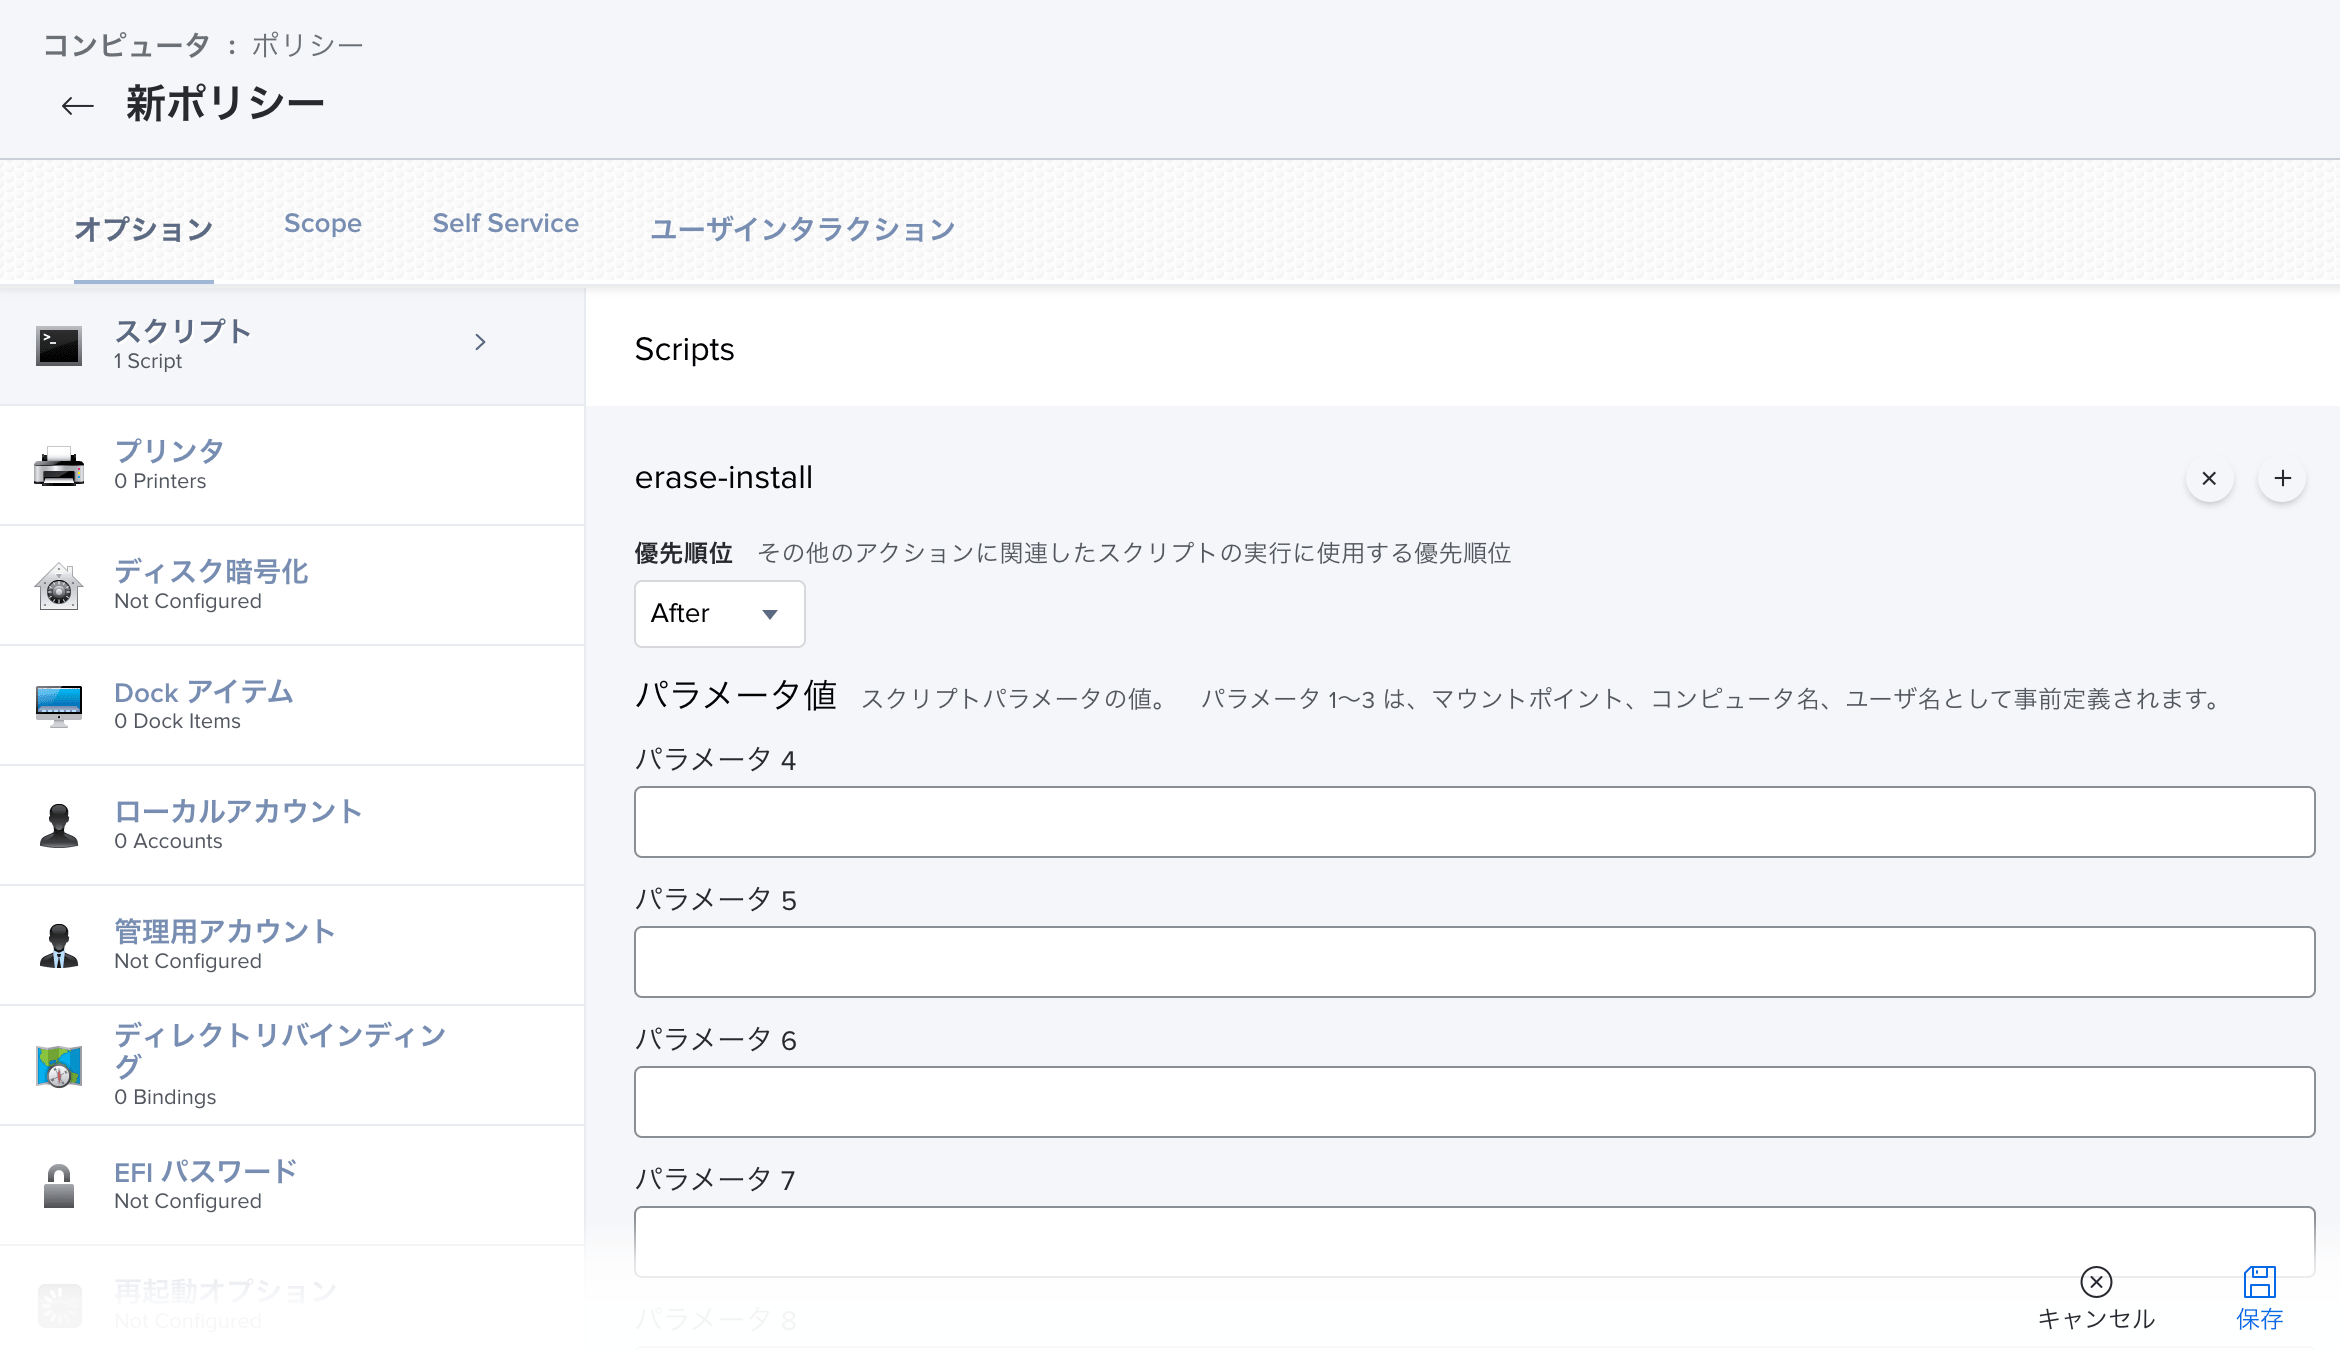 コンピュータ : ポリシー
← 新ポリシー
オプション Scope Self Service ユーザインタラクション
スクリプト
1 Script
プリンタ
0 Printers
ディスク暗号化
Not Configured
Dock アイテム
0 Dock Items
ローカルアカウント
0 Accounts
管理用アカウント
Not Configured
ディレクトリバインディン
グ
0 Bindings
EFI パスワード
Not Configured
再起動オプション
Not Configured
Scripts
erase-install
優先順位 その他のアクションに関連したスクリプトの実行に使用する優先順位
After
パラメータ値 スクリプトパラメータの値。 パラメータ 1〜3 は、マウントポイント、コンピュータ名、ユーザ名として事前定義されます。
パラメータ 4
パラメータ 5
パラメータ 6
パラメータ 7
パラメータ 8
キャンセル
保存